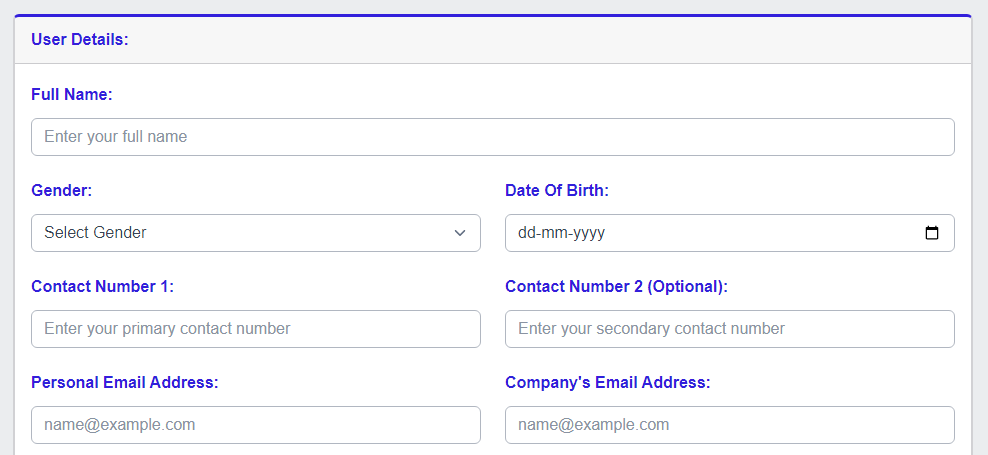 User Details:
Full Name:
Enter your full name
Gender:
Date Of Birth:
Select Gender
dd-mm-yyyy
Contact Number 1:
Contact Number 2 (Optional):
Enter your primary contact number
Enter your secondary contact number
Personal Email Address:
Company's Email Address:
name@example.com
name@example.com